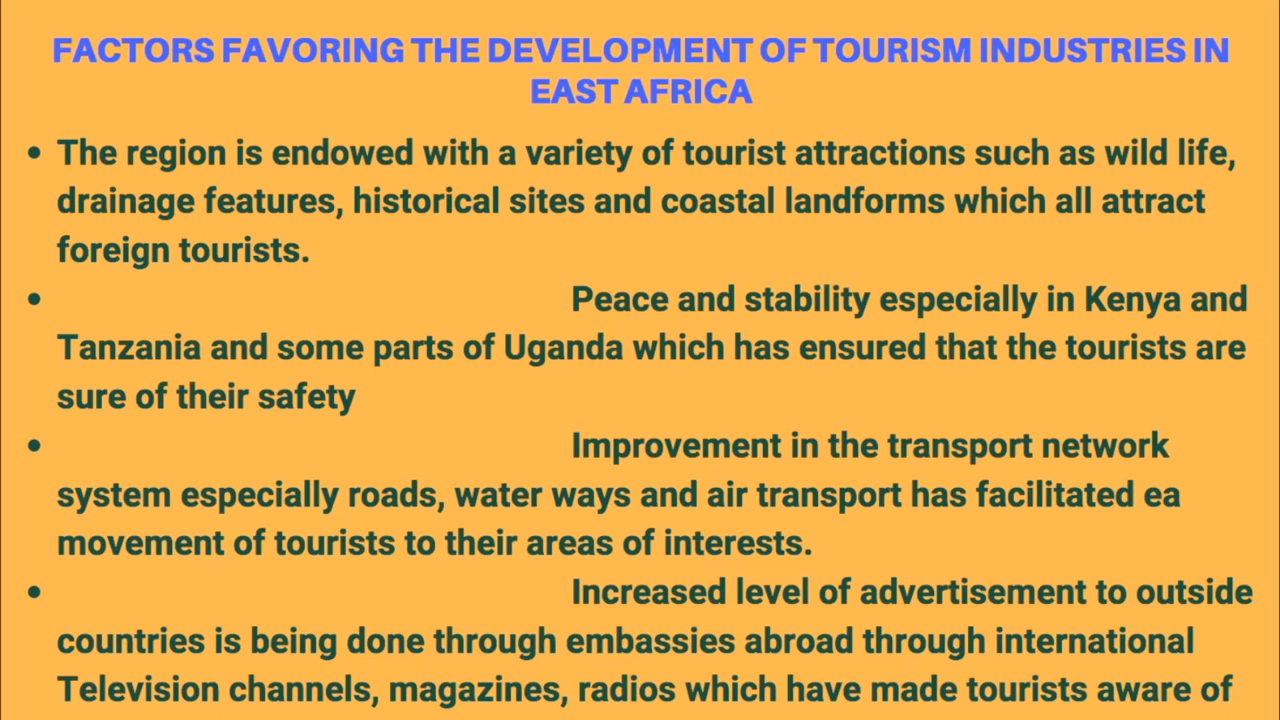 FACTORS FAVORING THE DEVELOPMENT OF TOURISM INDUSTRIES IN
EAST AFRICA
• The region is endowed with a variety of tourist attractions such as wild life,
drainage features, historical sites and coastal landforms which all attract
foreign tourists.
• Peace and stability especially in Kenya and
Tanzania and some parts of Uganda which has ensured that the tourists are
sure of their safety
• Improvement in the transport network
system especially roads, water ways and air transport has facilitated ea
movement of tourists to their areas of interests.
• Increased level of advertisement to outside
countries is being done through embassies abroad through international
Television channels, magazines, radios which have made tourists aware of